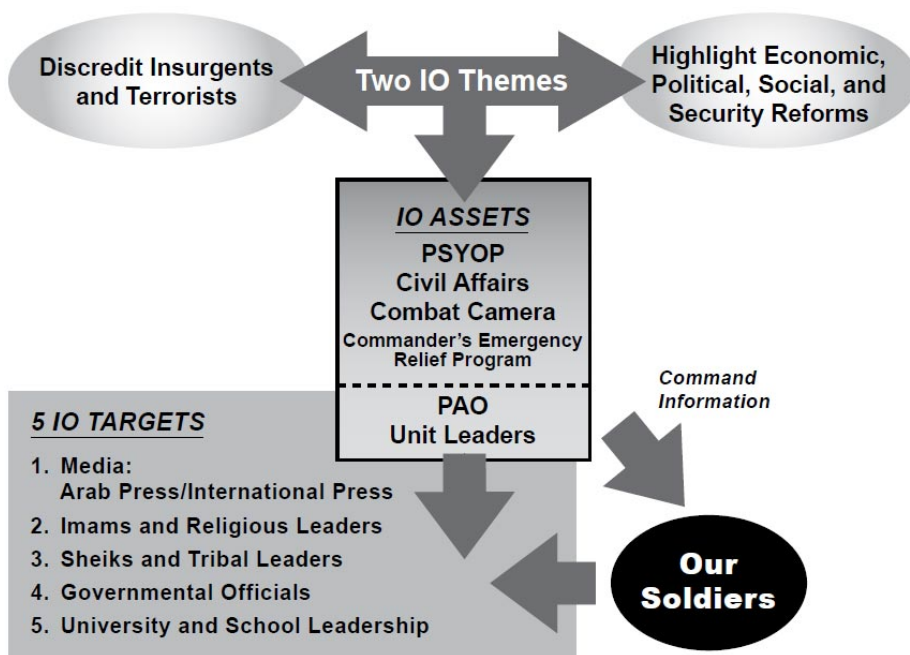 Discredit Insurgents
and Terrorists
Two IO Themes
Highlight Economic,
Political, Social, and
Security Reforms
IO ASSETS
PSYOP
Civil Affairs
Combat Camera
Commander's Emergency
Relief Program
PAO
Unit Leaders
Command
Information
5 IO TARGETS
1. Media:
Arab Press/International Press
2. Imams and Religious Leaders
3. Sheiks and Tribal Leaders
4. Governmental Officials
5. University and School Leadership
Our
Soldiers